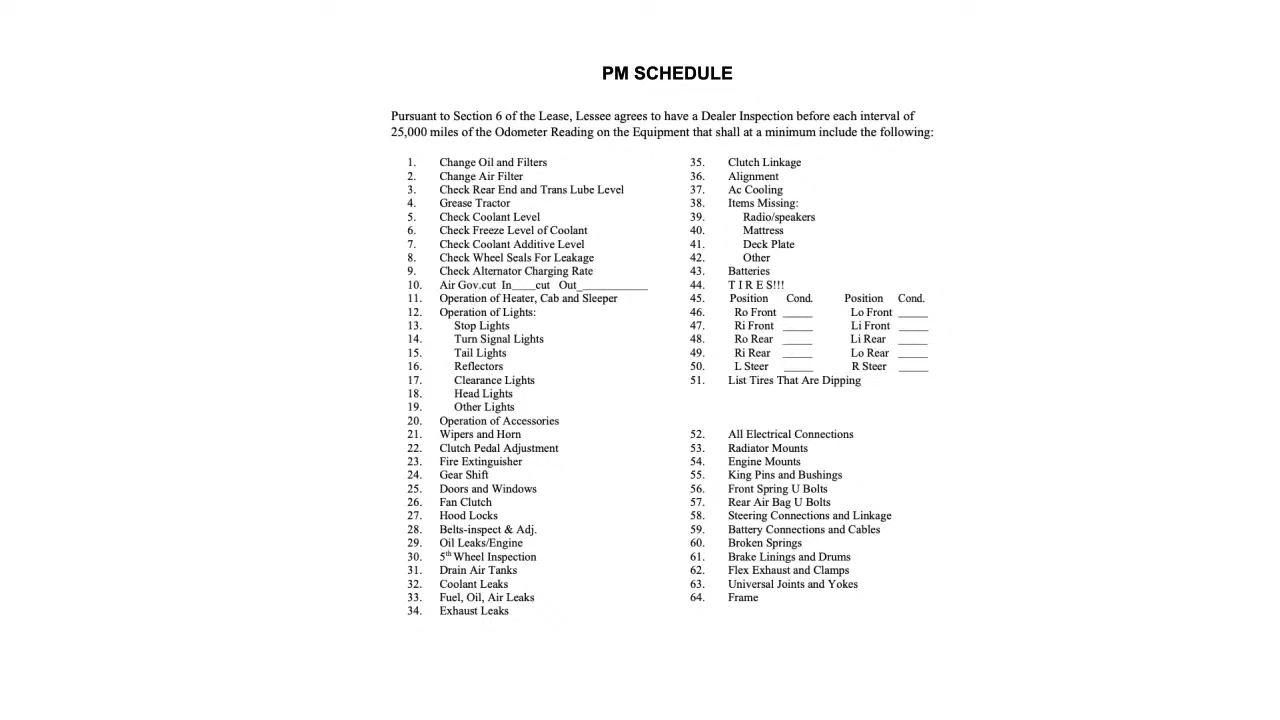 PM SCHEDULE
Pursuant to Section 6 of the Lease, Lessee agrees to have a Dealer Inspection before each interval of
25,000 miles of the Odometer Reading on the Equipment that shall at a minimum include the following:
1. Change Oil and Filters
2. Change Air Filter
3. Check Rear End and Trans Lube Level
4. Grease Tractor
5. Check Coolant Level
6. Check Freeze Level of Coolant
7. Check Coolant Additive Level
8. Check Wheel Seals For Leakage
9. Check Alternator Charging Rate
10. Air Gov.cut In____cut Out___________
11. Operation of Heater, Cab and Sleeper
12. Operation of Lights:
13. Stop Lights
14. Turn Signal Lights
15. Tail Lights
16. Reflectors
17. Clearance Lights
18. Head Lights
19. Other Lights
20. Operation of Accessories
21. Wipers and Horn
22. Clutch Pedal Adjustment
23. Fire Extinguisher
24. Gear Shift
25. Doors and Windows
26. Fan Clutch
27. Hood Locks
28. Belts-inspect & Adj.
29. Oil Leaks/Engine
30. 5th Wheel Inspection
31. Drain Air Tanks
32. Coolant Leaks
33. Fuel, Oil, Air Leaks
34. Exhaust Leaks
35. Clutch Linkage
36. Alignment
37. Ac Cooling
38. Items Missing:
39. Radio/speakers
40. Mattress
41. Deck Plate
42. Other
43. Batteries
44. T I R E S!!!
45. Position Cond. Position Cond.
46. Ro Front _____ Lo Front _____
47. Ri Front _____ Li Front _____
48. Ro Rear _____ Li Rear _____
49. Ri Rear _____ Lo Rear _____
50. L Steer _____ R Steer _____
51. List Tires That Are Dipping
52. All Electrical Connections
53. Radiator Mounts
54. Engine Mounts
55. King Pins and Bushings
56. Front Spring U Bolts
57. Rear Air Bag U Bolts
58. Steering Connections and Linkage
59. Battery Connections and Cables
60. Broken Springs
61. Brake Linings and Drums
62. Flex Exhaust and Clamps
63. Universal Joints and Yokes
64. Frame